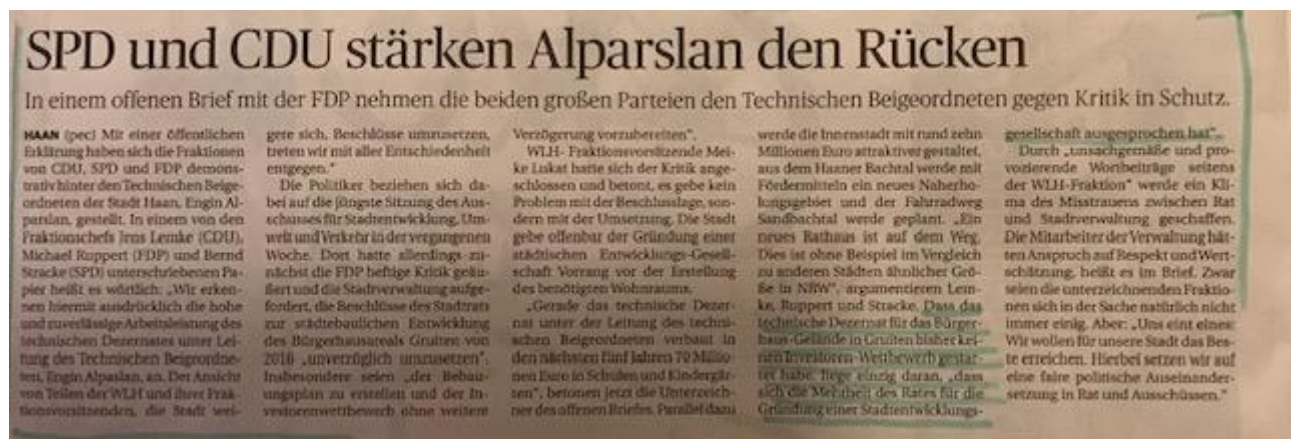 SPD und CDU stärken Alparslan den Rücken
In einem offenen Brief mit der FDP nehmen die beiden großen Parteien den Technischen Beigeordneten gegen Kritik in Schutz.
HAAN (pec) Mit einer öffentlichen
Erklärung haben sich die Fraktionen
von CDU, SPD und FDP demons-
trativ hinter den Technischen Beige-
ordneten der Stadt Haan, Engin Al-
parslan, gestellt. In einem von den
Fraktionschefs Jens Lemke (CDU),
Michael Ruppert (FDP) und Bernd
Stracke (SPD) unterschriebenen Pa-
pier heißt es wörtlich: „Wir erken-
nen hiermit ausdrücklich die hohe
und zuverlässige Arbeitsleistung des
technischen Dezernates unter Lei-
tung des Technischen Beigeordne-
ten, Engin Alpaslan, an. Der Ansicht
von Teilen der WLH und ihrer Frak-
tionsvorsitzenden, die Stadt wei-
gere sich, Beschlüsse umzusetzen,
treten wir mit aller Entschiedenheit
entgegen."
Die Politiker beziehen sich da-
bei auf die jüngste Sitzung des Aus-
schusses für Stadtentwicklung, Um-
welt und Verkehr in der vergangenen
Woche. Dort hatte allerdings zu-
nächst die FDP heftige Kritik geäu-
ßert und die Stadtverwaltung aufge-
fordert, die Beschlüsse des Stadtrats
zur städtebaulichen Entwicklung
des Bürgerhausareals Gruiten von
2016 „unverzüglich umzusetzen".
Insbesondere seien „der Bebau-
ungsplan zu erstellen und der In-
vestorenwettbewerb ohne weitere
Verzögerung vorzubereiten".
WLH- Fraktionsvorsitzende Mei-
ke Lukat hatte sich der Kritik ange-
schlossen und betont, es gebe kein
Problem mit der Beschlusslage, son-
dern mit der Umsetzung. Die Stadt
gebe offenbar der Gründung einer
städtischen Entwicklungs-Gesell-
schaft Vorrang vor der Erstellung
des benötigten Wohnraums.
„Gerade das technische Dezer-
nat unter der Leitung des techni-
schen Beigeordneten verbaut in
den nächsten fünf Jahren 70 Millio-
nen Euro in Schulen und Kindergär-
ten", betonen jetzt die Unterzeich-
ner des offenen Briefes. Parallel dazu
werde die Innenstadt mit rund zehn
Millionen Euro attraktiver gestaltet,
aus dem Haaner Bachtal werde mit
Fördermitteln ein neues Naherho-
lungsgebiet und der Fahrradweg
Sandbachtal werde geplant. „Ein
neues Rathaus ist auf dem Weg.
Dies ist ohne Beispiel im Vergleich
zu anderen Städten ähnlicher Grö-
ße in NRW", argumentieren Lem-
ke, Ruppert und Stracke. Dass das
technische Dezernat für das Bürger-
haus-Gelände in Gruiten bisher kei-
nen Investoren-Wettbewerb gestar-
tet habe, liege einzig daran, „dass
sich die Mehrheit des Rates für die
Gründung einer Stadtentwicklungs-
gesellschaft ausgesprochen hat".
Durch „unsachgemäße und pro-
vozierende Wortbeiträge seitens
der WLH-Fraktion" werde ein Kli-
ma des Misstrauens zwischen Rat
und Stadtverwaltung geschaffen.
Die Mitarbeiter der Verwaltung hät-
ten Anspruch auf Respekt und Wert-
schätzung, heißt es im Brief. Zwar
seien die unterzeichnenden Fraktio-
nen sich in der Sache natürlich nicht
immer einig. Aber: „Uns eint eines:
Wir wollen für unsere Stadt das Bes-
te erreichen. Hierbei setzen wir auf
eine faire politische Auseinander-
setzung in Rat und Ausschüssen."